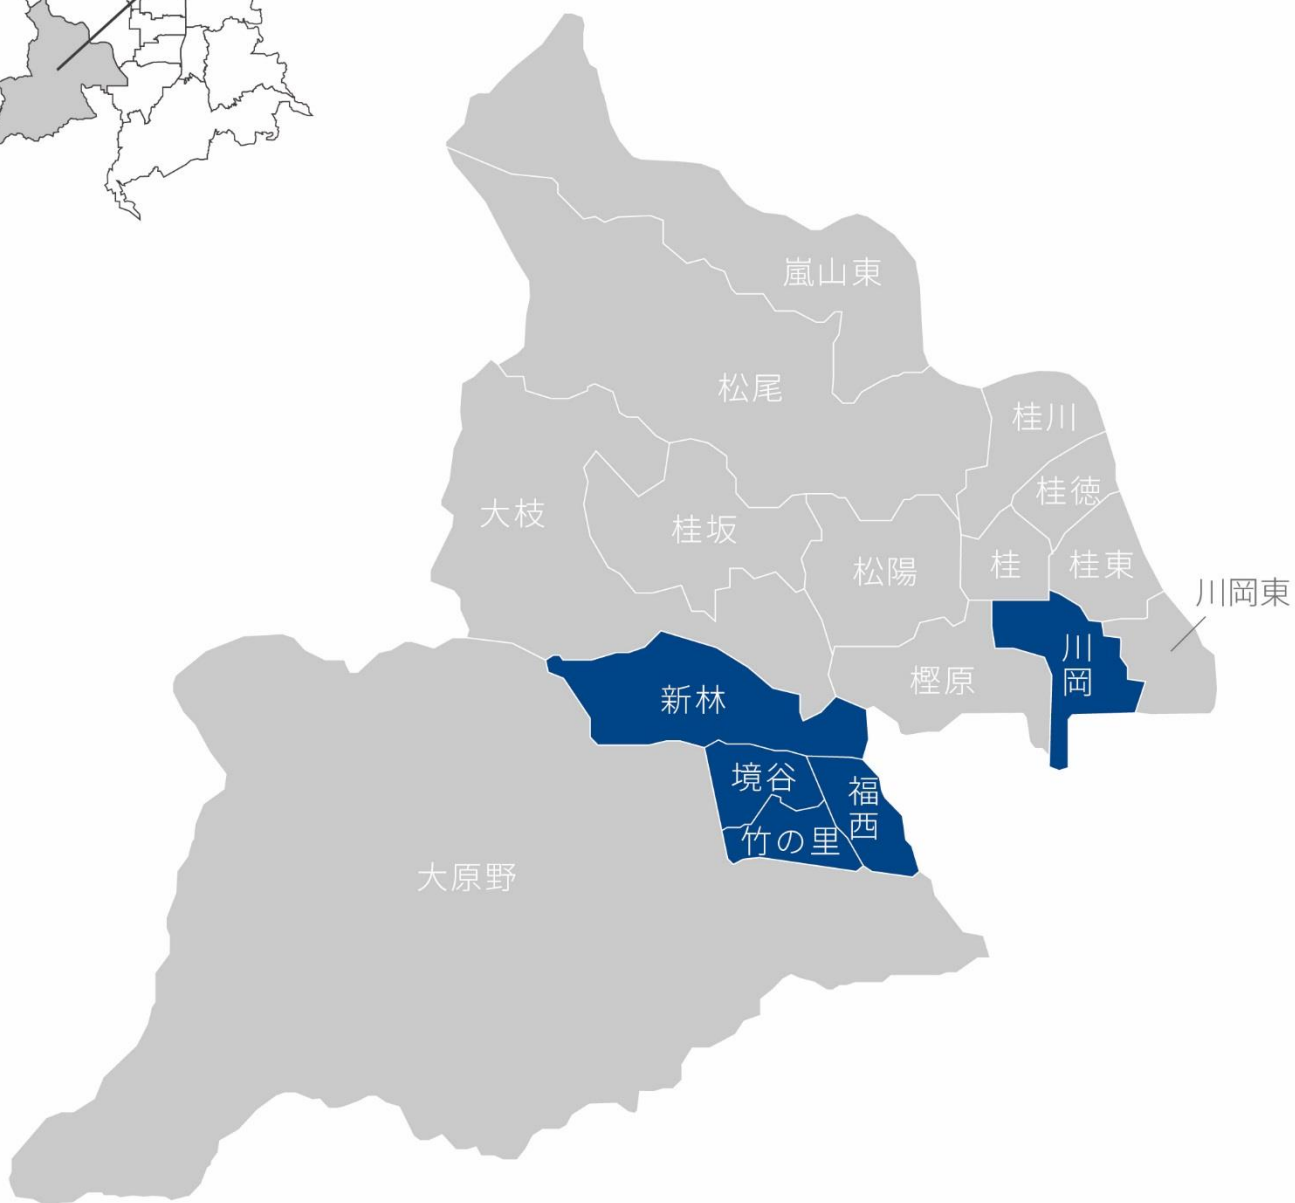 嵐山東
松尾
桂川
桂徳
大枝
桂坂
松陽
桂
桂東
川岡東
川岡
樫原
新林
境谷
福西
竹の里
大原野